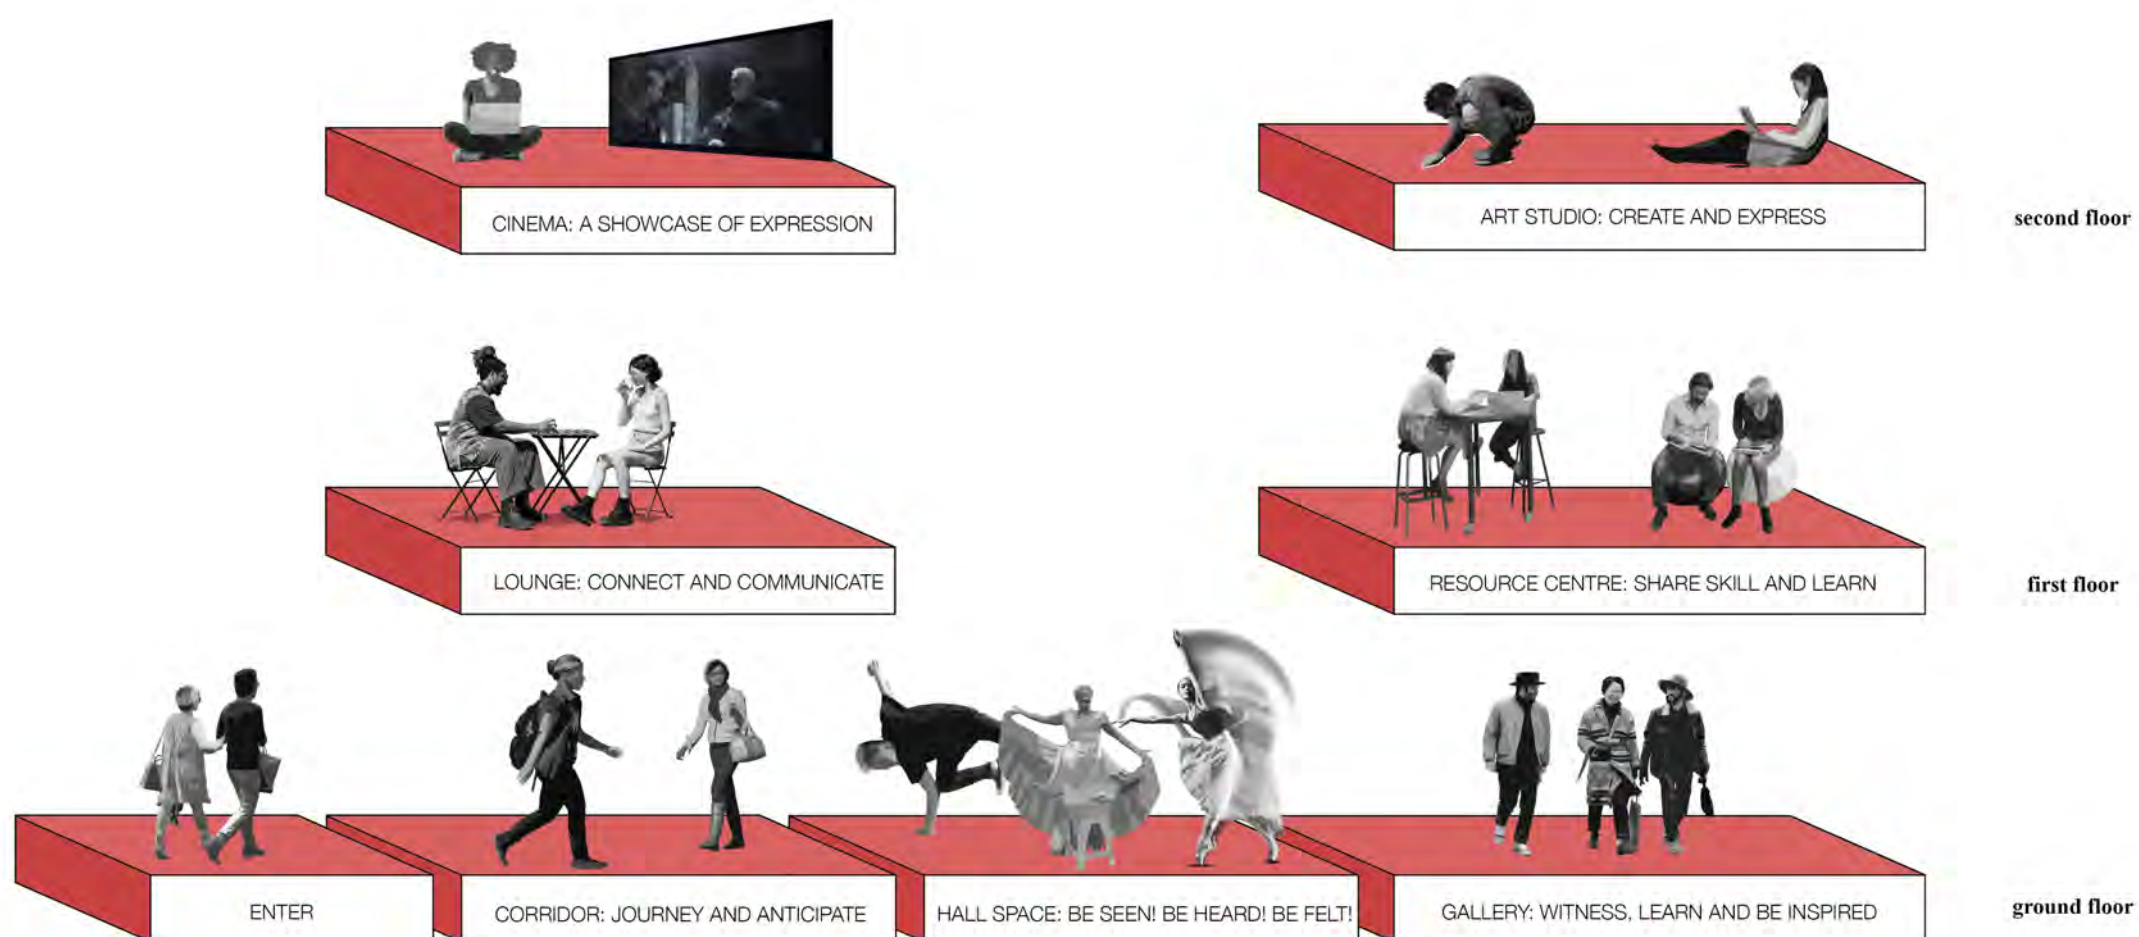 CINEMA: A SHOWCASE OF EXPRESSION
ART STUDIO: CREATE AND EXPRESS
second floor
LOUNGE: CONNECT AND COMMUNICATE
RESOURCE CENTRE: SHARE SKILL AND LEARN
first floor
ENTER
CORRIDOR: JOURNEY AND ANTICIPATE
HALL SPACE: BE SEEN! BE HEARD! BE FELT!
GALLERY: WITNESS, LEARN AND BE INSPIRED
ground floor